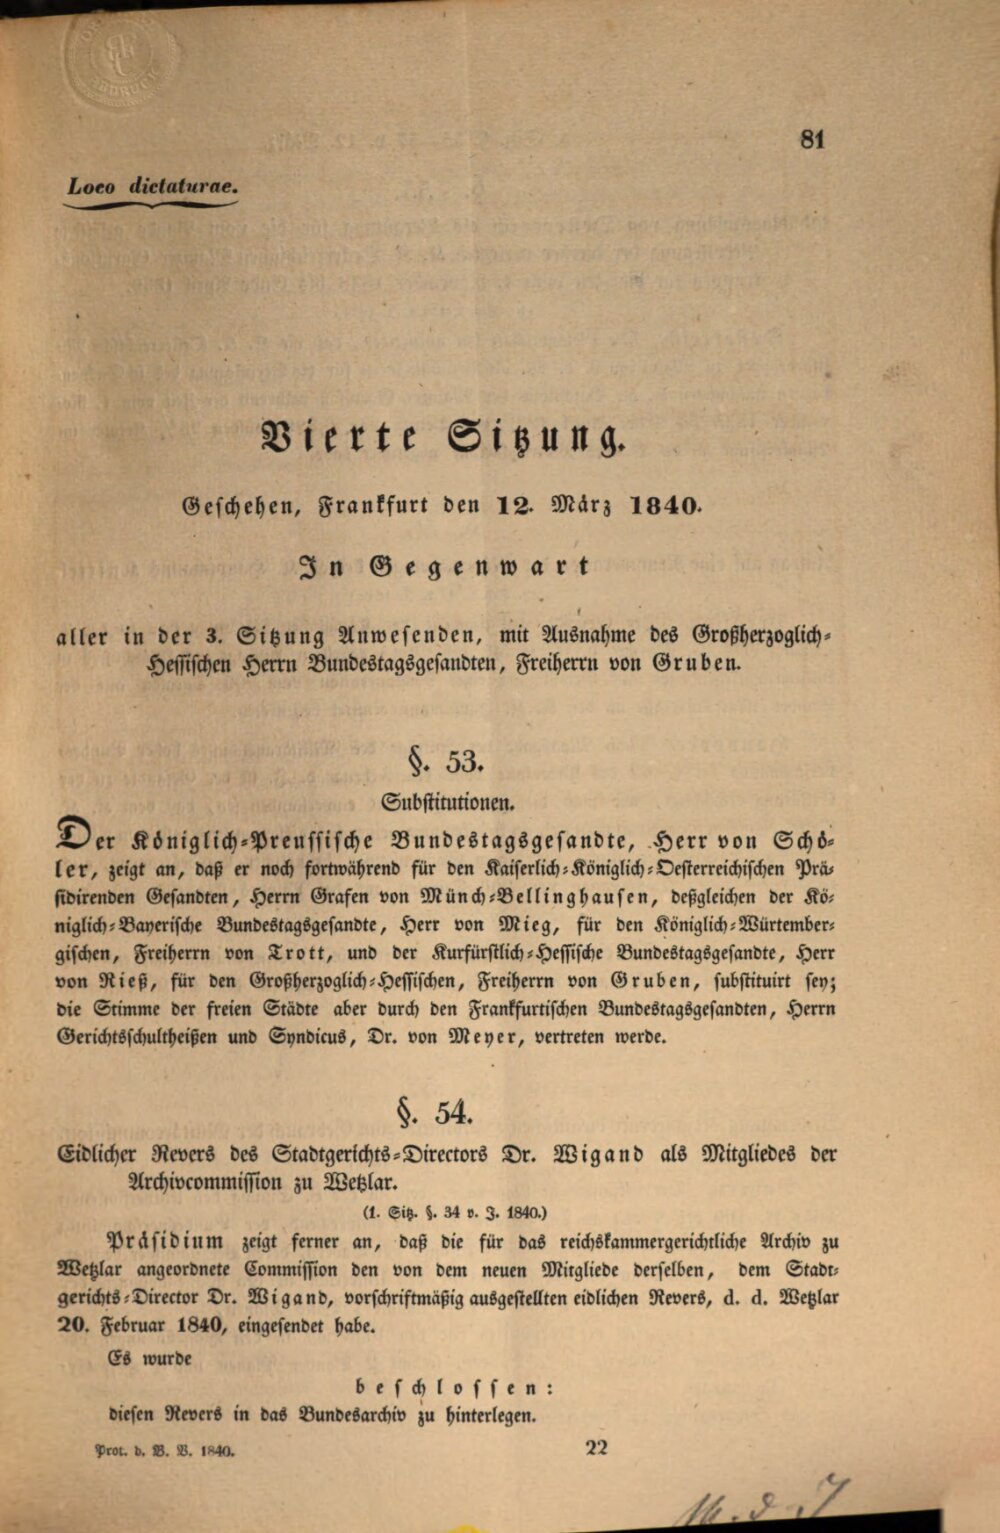 81
Loco dictaturae.
Vierte Sitzung.
Geschehen, Frankfurt den 12. März 1840.
In Gegenwart
aller in der 3. Sitzung Anwesenden, mit Ausnahme des Großherzoglich-
Hessischen Herrn Bundestagsgesandten, Freiherrn von Gruben.
§. 53.
Substitutionen.
Der Königlich-Preussische Bundestagsgesandte, Herr von Schö-
ler, zeigt an, daß er noch fortwährend für den Kaiserlich-Königlich-Oesterreichischen Prä-
sidirenden Gesandten, Herrn Grafen von Münch-Bellinghausen, deßgleichen der Kö-
niglich-Bayerische Bundestagsgesandte, Herr von Mieg, für den Königlich-Würtember-
gischen, Freiherrn von Trott, und der Kurfürstlich-Hessische Bundestagsgesandte, Herr
von Rieß, für den Großherzoglich-Hessischen, Freiherrn von Gruben, substituirt sey;
die Stimme der freien Städte aber durch den Frankfurtischen Bundestagsgesandten, Herrn
Gerichtsschultheißen und Syndicus, Dr. von Meyer, vertreten werde.
§. 54.
Eidlicher Revers des Stadtgerichts-Directors Dr. Wigand als Mitgliedes der
Archivcommission zu Wetzlar.
(1. Sitz. §. 34 v. J. 1840.)
Präsidium zeigt ferner an, daß die für das reichskammergerichtliche Archiv zu
Wetzlar angeordnete Commission den von dem neuen Mitgliede derselben, dem Stadt-
gerichts-Director Dr. Wigand, vorschriftmäßig ausgestellten eidlichen Revers, d. d. Wetzlar
20. Februar 1840, eingesendet habe.
Es wurde
beschlossen:
diesen Revers in das Bundesarchiv zu hinterlegen.
Prot. d. B. V. 1840.
22